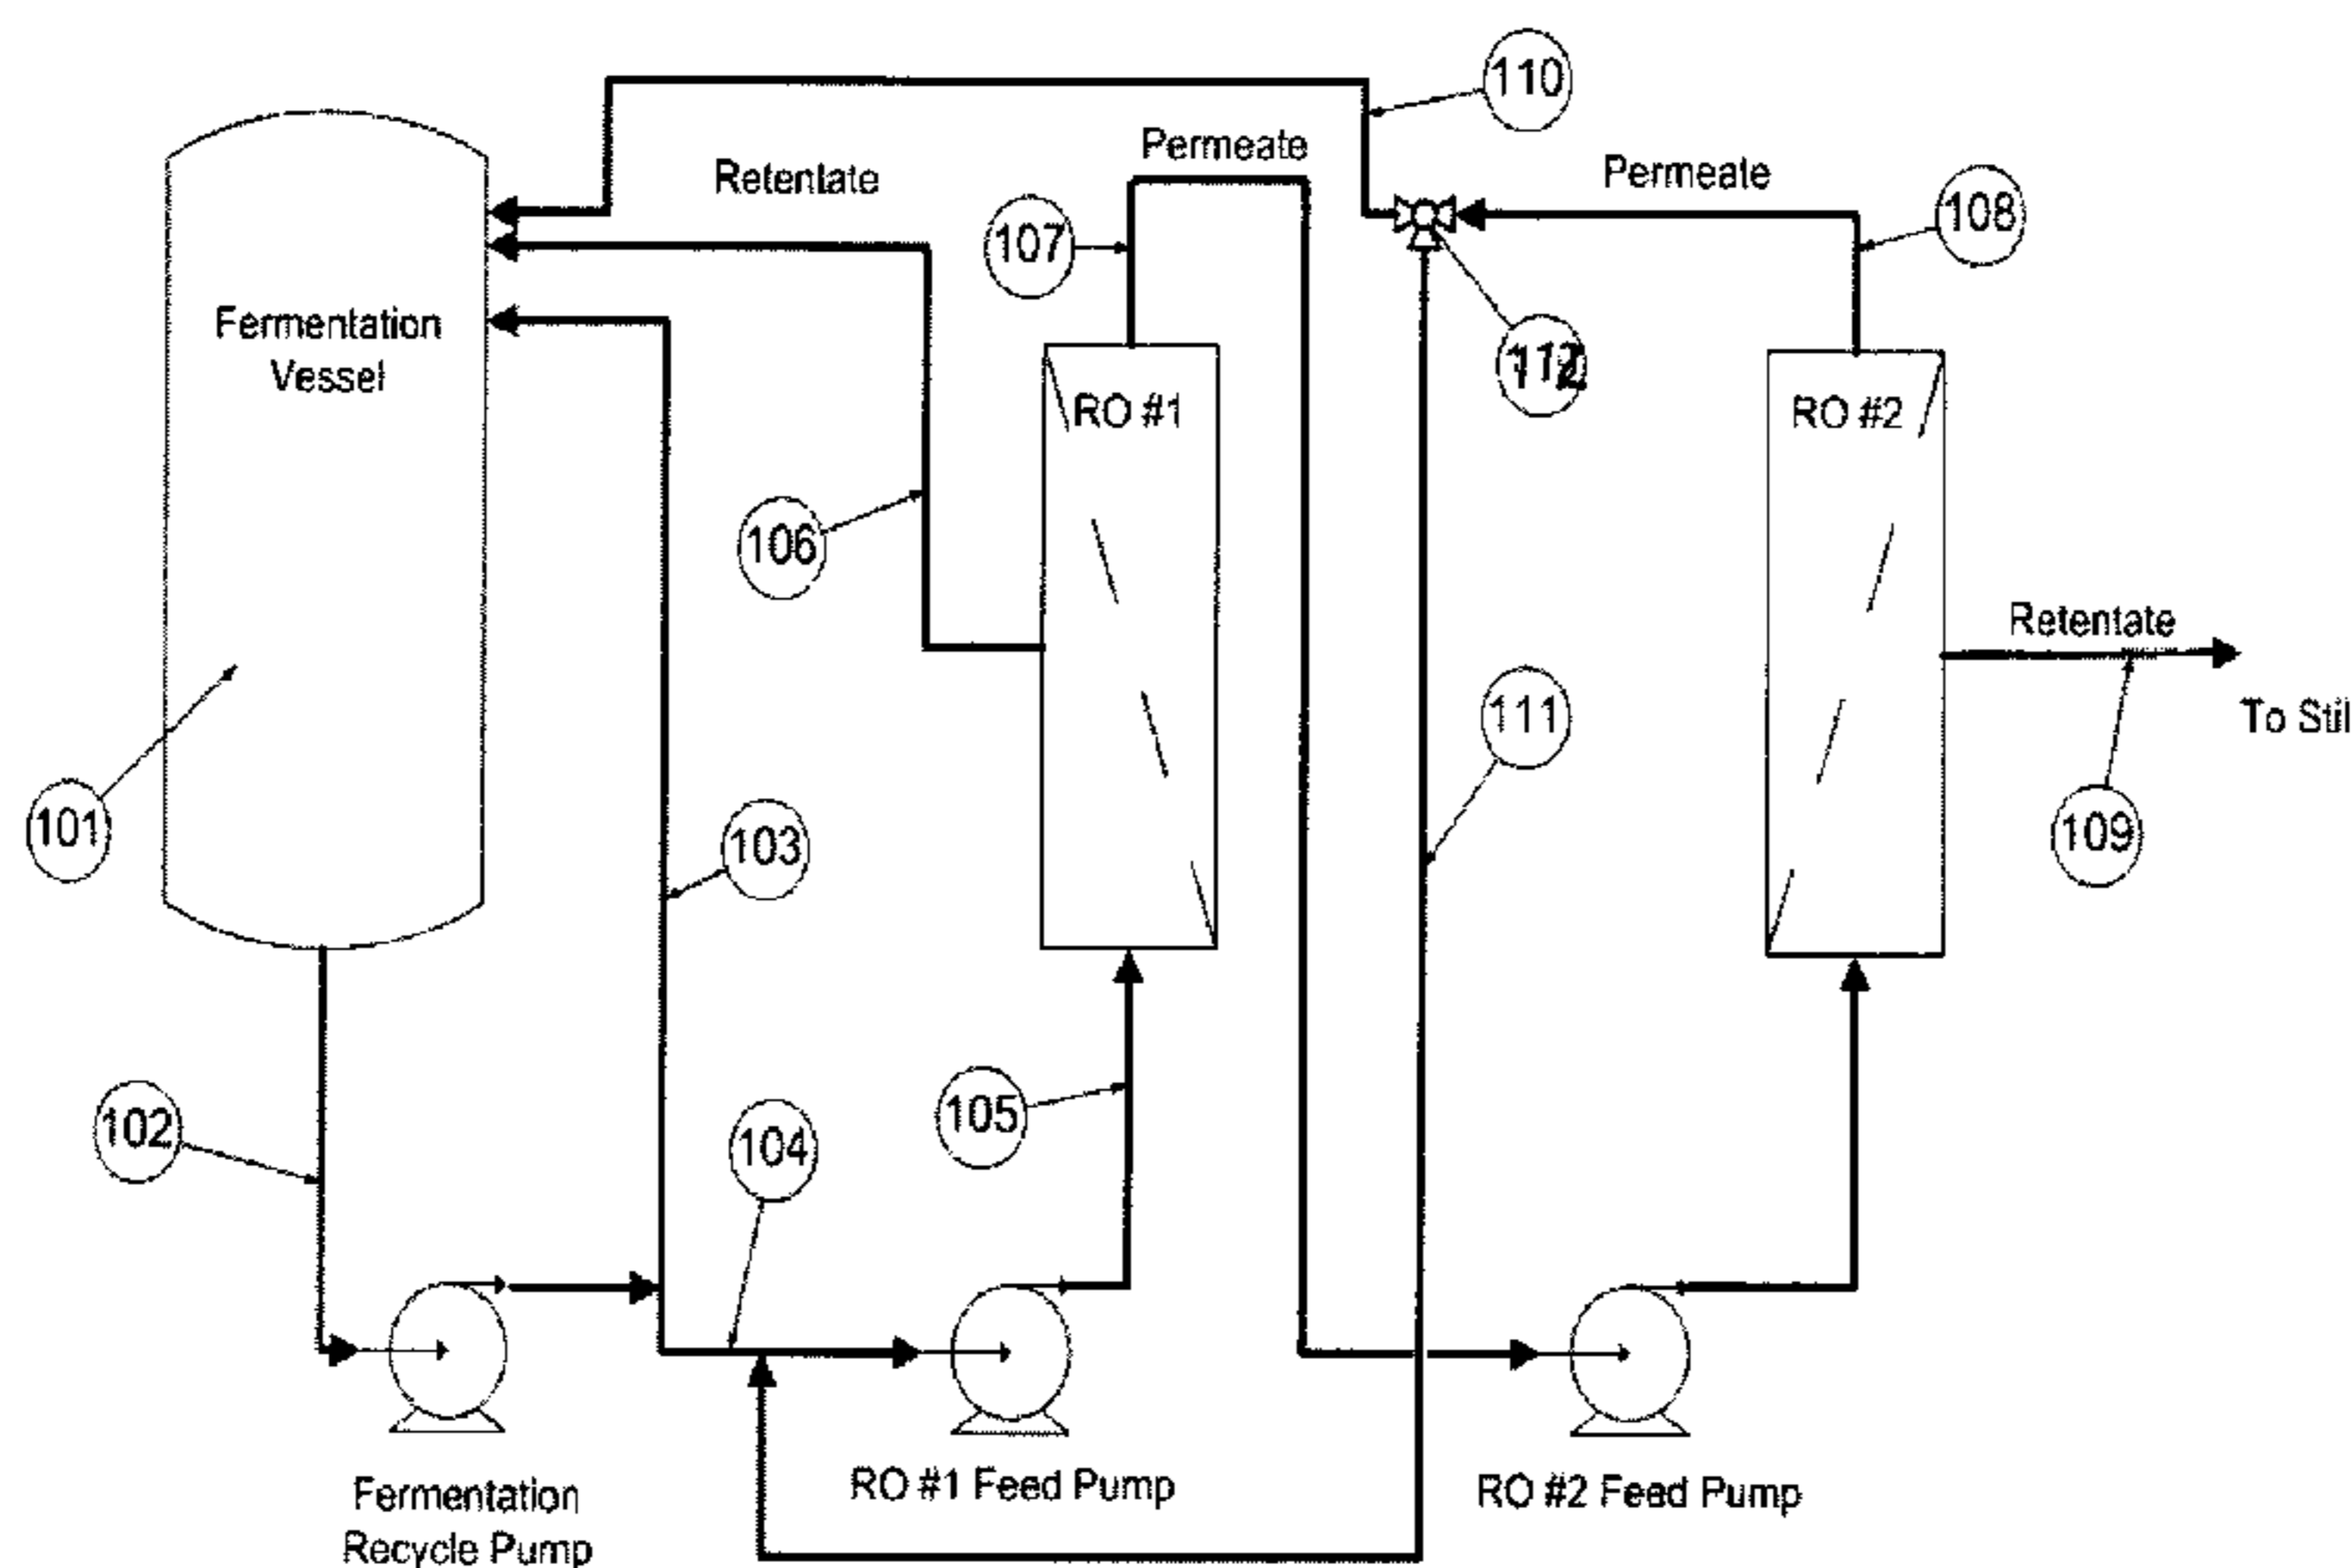 110
Permeate
Retentate
Permeate
107
108
Fermentation
Vessel
112
RO #1
RO #2
106
Retentate
111
To Stil
101
103
109
102
104
105
Fermentation
Recycle Pump
RO #1 Feed Pump
RO #2 Feed Pump